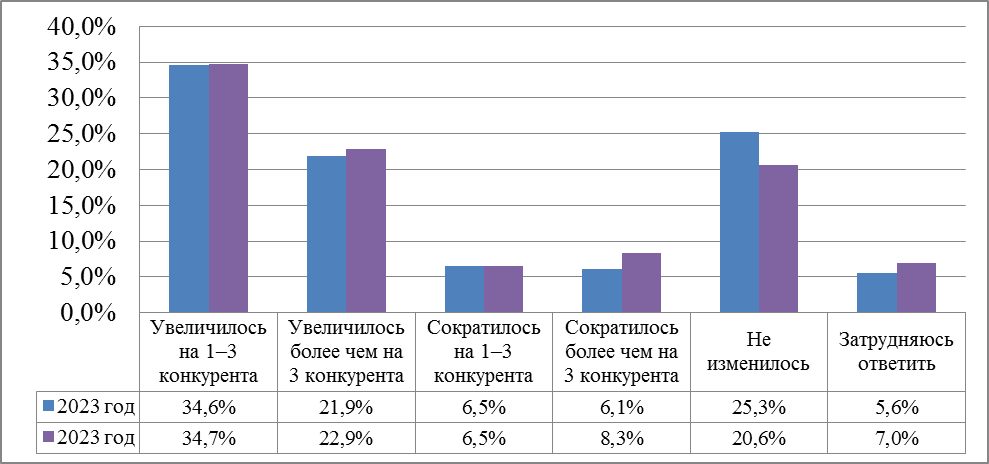 40,0%
35,0%
30,0%
25,0%
20,0%
15,0%
10,0%
5,0%
0,0%
Увеличилось на 1–3 конкурента
Увеличилось более чем на 3 конкурента
Сократилось на 1–3 конкурента
Сократилось более чем на 3 конкурента
Не изменилось
Затрудняюсь ответить
2023 год 34,6% 21,9% 6,5% 6,1% 25,3% 5,6%
2023 год 34,7% 22,9% 6,5% 8,3% 20,6% 7,0%